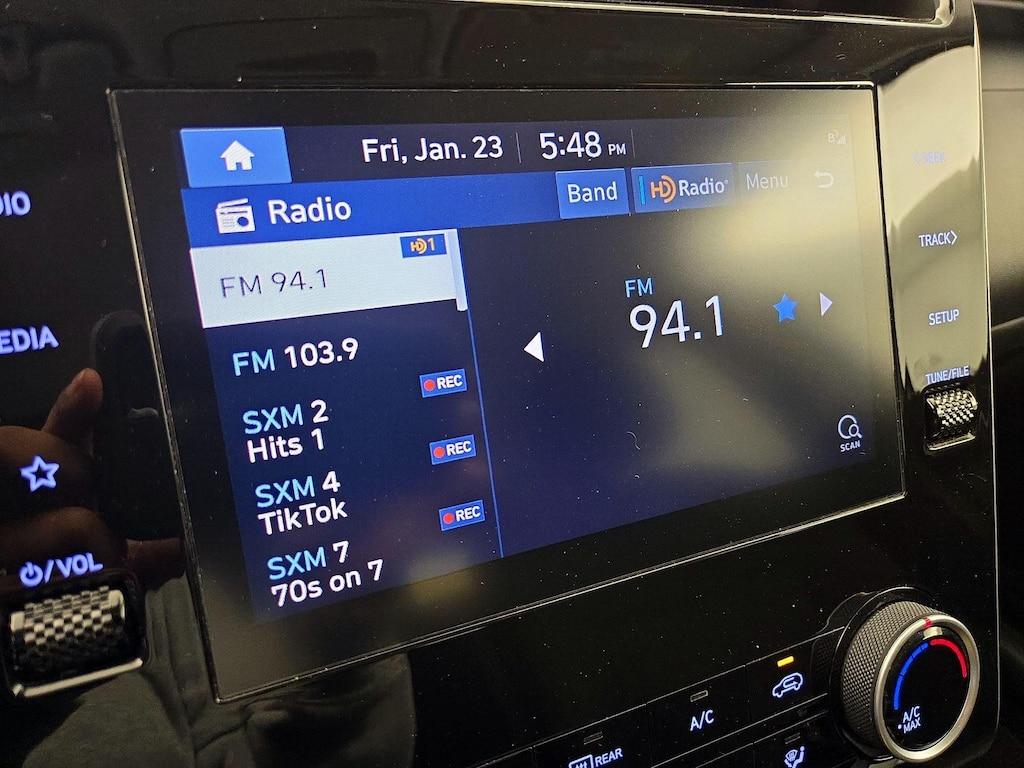 Fri, Jan. 23 5:48 PM
Radio Band HD Radio Menu
HD1
FM 94.1
FM 103.9
REC
SXM 2
Hits 1
REC
SXM 4
TikTok
REC
SXM 7
70s on 7
FM
94.1
SCAN
MEDIA
/VOL
TRACK>
SETUP
TUNE/FILE
A/C
REAR
A/C
MAX